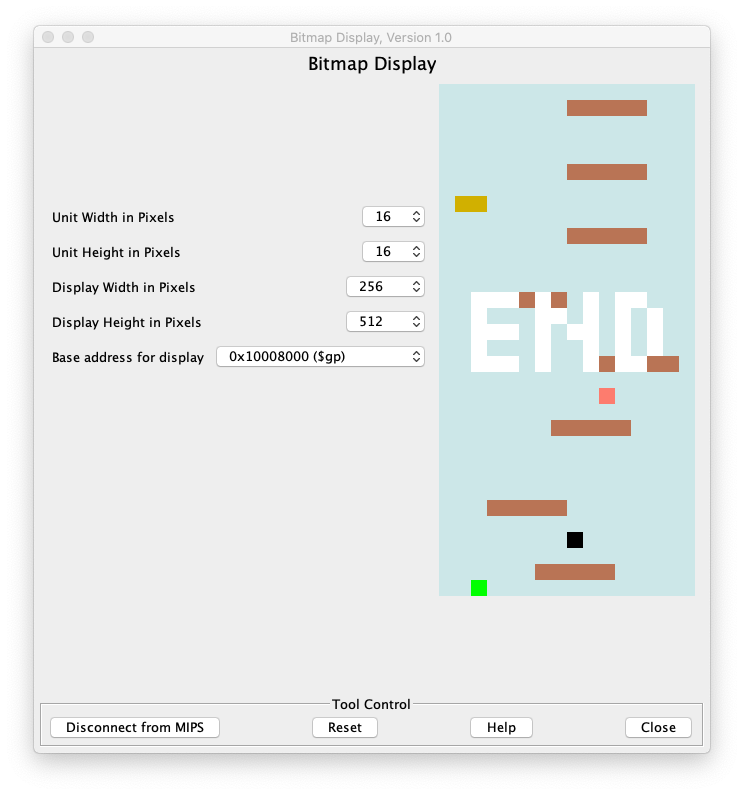 Bitmap Display, Version 1.0
Bitmap Display
Unit Width in Pixels 16
Unit Height in Pixels 16
Display Width in Pixels 256
Display Height in Pixels 512
Base address for display 0x10008000 ($gp)
END
Tool Control
Disconnect from MIPS Reset Help Close